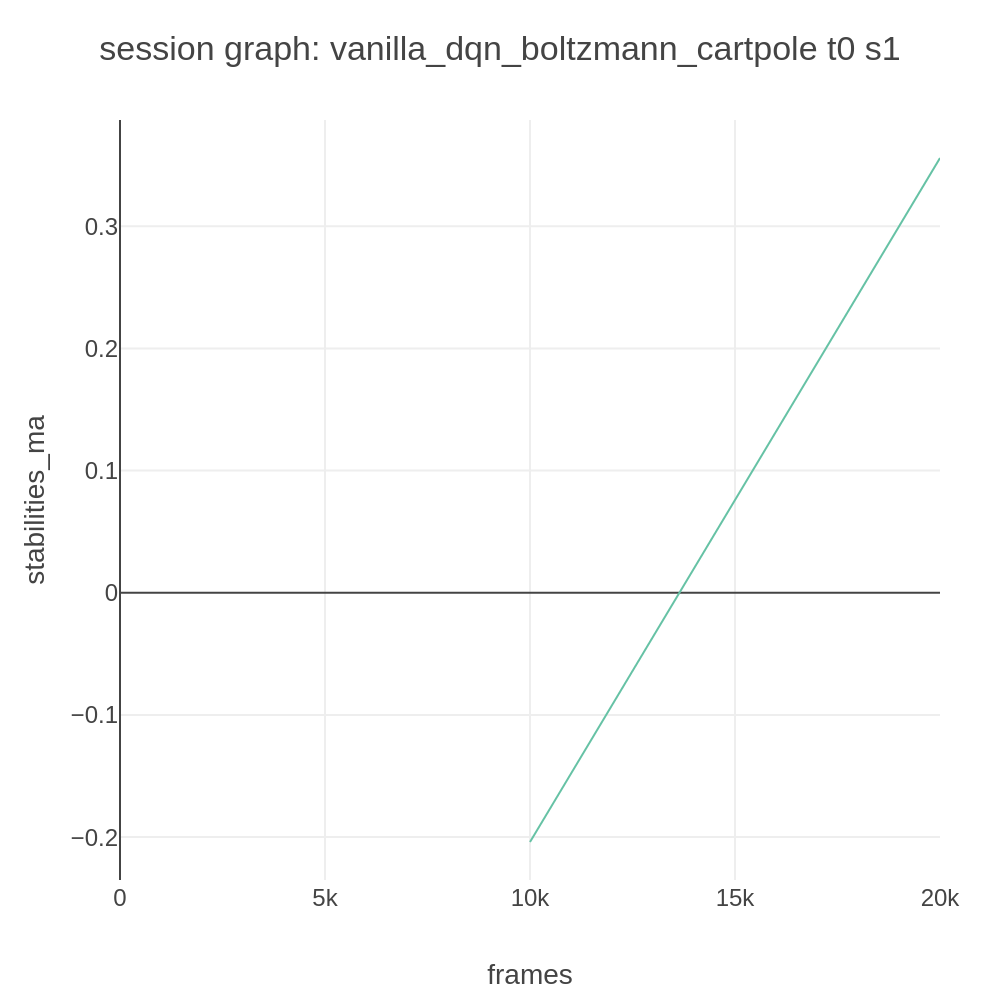 session graph: vanilla_dqn_boltzmann_cartpole t0 s1
stabilities_ma
0.3
0.2
0.1
0
−0.1
−0.2
0
5k
10k
15k
20k
frames